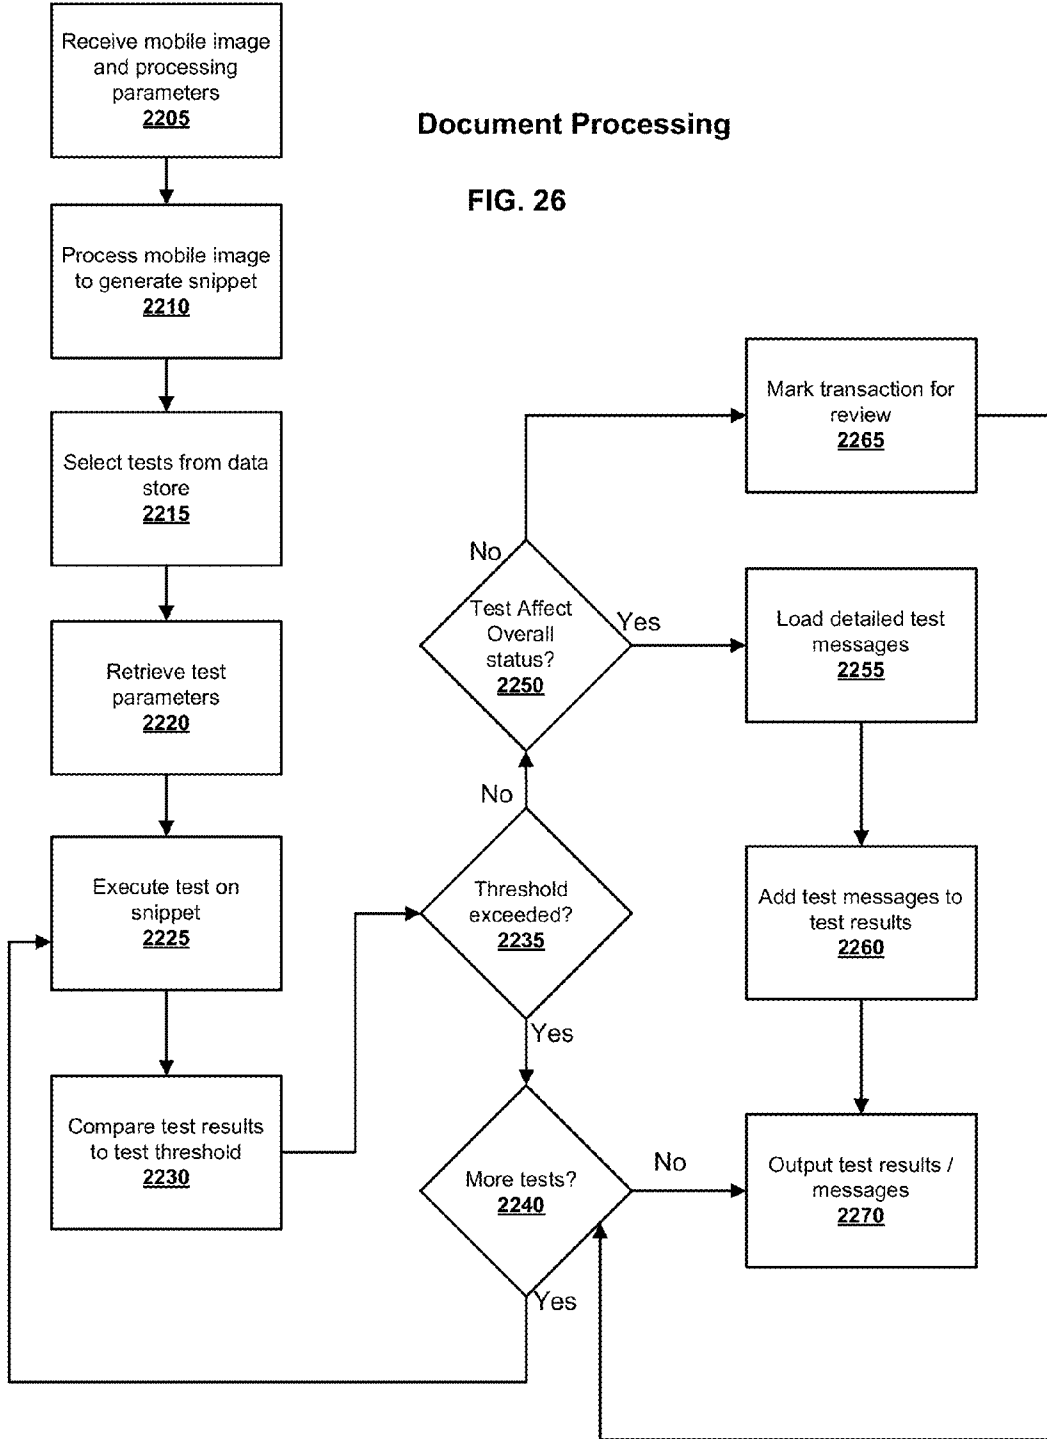 Receive mobile image
and processing
parameters
2205
Document Processing
FIG. 26
Process mobile image
to generate snippet
2210
Select tests from data
store
2215
Retrieve test
parameters
2220
Execute test on
snippet
2225
Compare test results
to test threshold
2230
Threshold
exceeded?
2235
No
Yes
Test Affect
Overall
status?
2250
No
Yes
Mark transaction for
review
2265
Load detailed test
messages
2255
Add test messages to
test results
2260
More tests?
2240
No
Yes
Output test results /
messages
2270